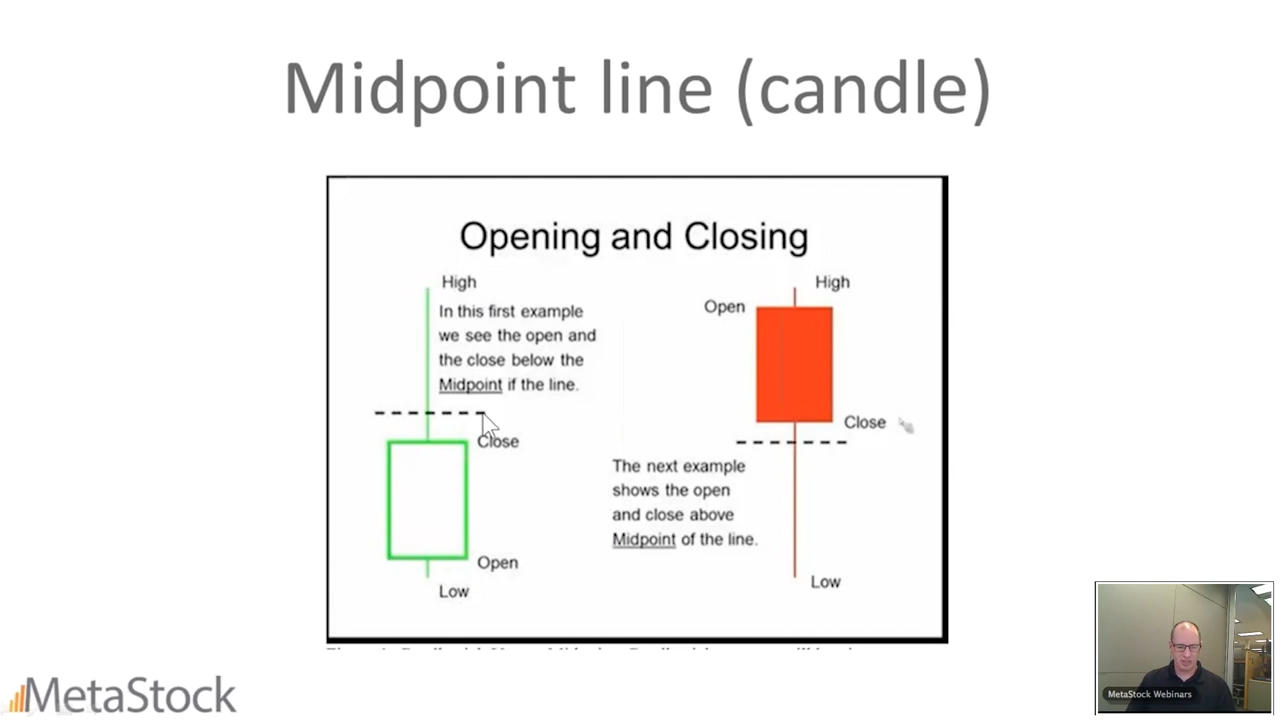 Midpoint line (candle)
Opening and Closing
High
In this first example
we see the open and
the close below the
Midpoint if the line.
Close
Open
Low
High
Open
Close
The next example
shows the open
and close above
Midpoint of the line.
Low
MetaStock
MetaStock Webinars